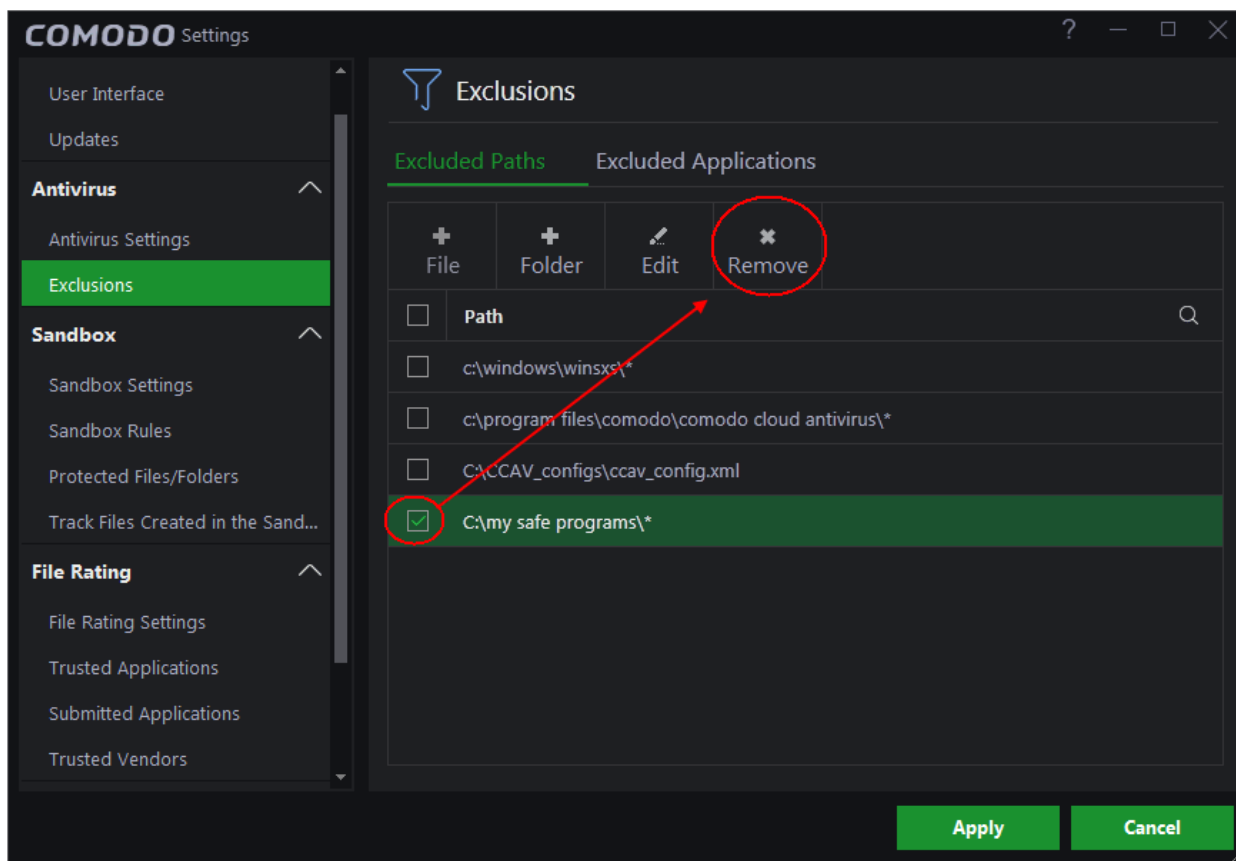 COMODO Settings
?
User Interface
Updates
Antivirus
Antivirus Settings
Exclusions
Sandbox
Sandbox Settings
Sandbox Rules
Protected Files/Folders
Track Files Created in the Sand...
File Rating
File Rating Settings
Trusted Applications
Submitted Applications
Trusted Vendors
Exclusions
Excluded Paths Excluded Applications
File Folder Edit Remove
Path
c:\windows\winsxs\*
c:\program files\comodo\comodo cloud antivirus\*
C:\CCAV_configs\ccav_config.xml
C:\my safe programs\*
Apply Cancel